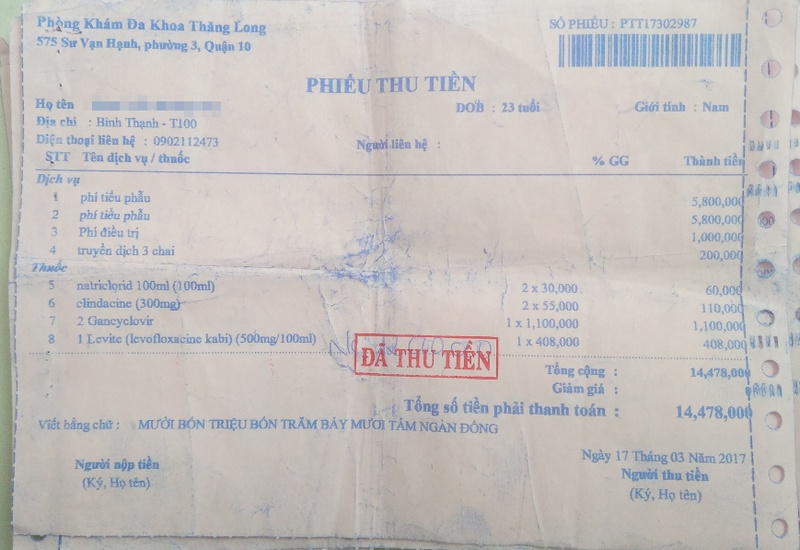 Phòng Khám Đa Khoa Thăng Long
575 Sư Vạn Hạnh, phường 3, Quận 10
SỐ PHIẾU : PTT17302987
PHIẾU THU TIỀN
Họ tên
DOB : 23 tuổi
Giới tính : Nam
Địa chỉ : Bình Thạnh - T100
Điện thoại liên hệ : 0902112473
Người liên hệ :
STT Tên dịch vụ / thuốc % GG Thành tiền
Dịch vụ
1 phí tiểu phẫu 5,800,000
2 phí tiểu phẫu 5,800,000
3 Phí điều trị 1,000,000
4 truyền dịch 3 chai 200,000
Thuốc
5 natriclorid 100ml (100ml) 2 x 30,000 60,000
6 clindacine (300mg) 2 x 55,000 110,000
7 2 Gancyclovir 1 x 1,100,000 1,100,000
8 1 Levite (levofloxacine kabi) (500mg/100ml) 1 x 408,000 408,000
ĐÃ THU TIỀN
Tổng cộng : 14,478,000
Giảm giá :
Tổng số tiền phải thanh toán : 14,478,000
Viết bằng chữ : MƯỜI BỐN TRIỆU BỐN TRĂM BẢY MƯƠI TÁM NGÀN ĐỒNG
Ngày 17 Tháng 03 Năm 2017
Người nộp tiền
(Ký, Họ tên)
Người thu tiền
(Ký, Họ tên)